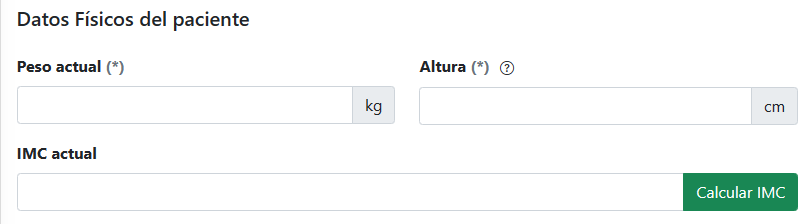 Datos Físicos del paciente
Peso actual (*)
Altura (*) ?
kg
cm
IMC actual
Calcular IMC